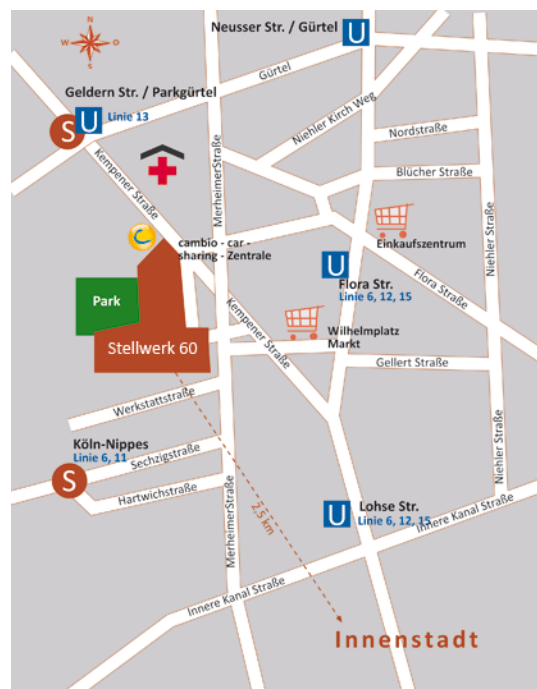 N
W
O
S
Neusser Str. / Gürtel
U
Gürtel
Geldern Str. / Parkgürtel
S
U
Linie 13
Niehler Kirch Weg
Nordstraße
Blücher Straße
Kempener Straße
MerheimerStraße
Niehler Straße
C
cambio - car -
sharing - Zentrale
Einkaufszentrum
U
Flora Str.
Linie 6, 12, 15
Flora Straße
Park
Kempener Straße
Wilhelmplatz
Markt
Stellwerk 60
Gellert Straße
Werkstattstraße
Köln-Nippes
Linie 6, 11
S
Sechzigstraße
Hartwichstraße
Niehler Straße
MerheimerStraße
2,5 km
U
Lohse Str.
Linie 6, 12, 15
Innere Kanal Straße
Innere Kanal Straße
Innenstadt